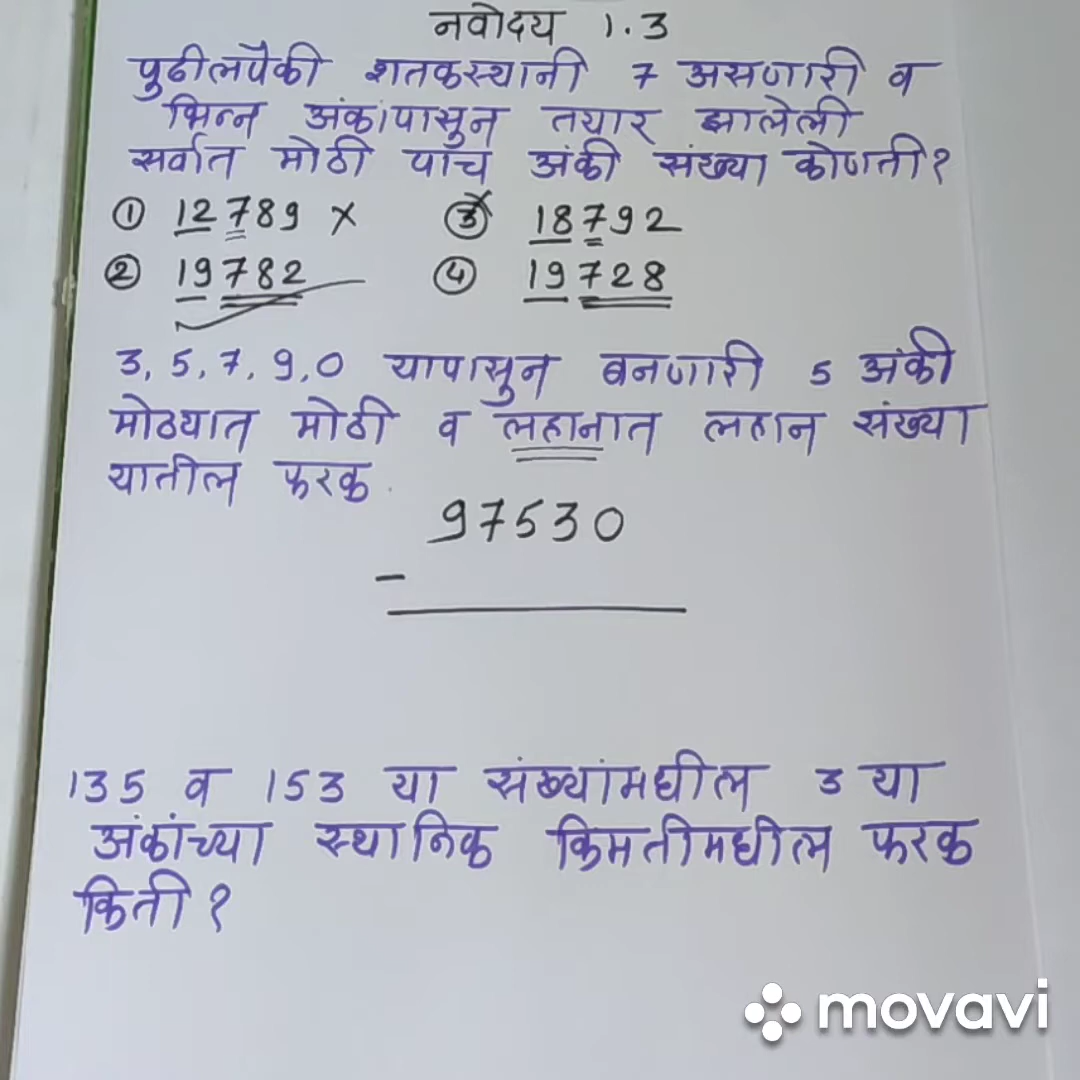 नवोदय 1.3
पुढीलपैकी शतकस्थानी 7 असणारी व
भिन्न अंकांपासुन तयार झालेली
सर्वात मोठी पाच अंकी संख्या कोणती?
① 12789 × ③ 18792
② 19782 ④ 19728
3, 5, 7, 9, 0 यापासुन बनणारी 5 अंकी
मोठ्यात मोठी व लहानात लहान संख्या
यातील फरक
97530
–
135 व 153 या संख्यांमधील 3 या
अंकांच्या स्थानिक किमतीमधील फरक
किती?
movavi